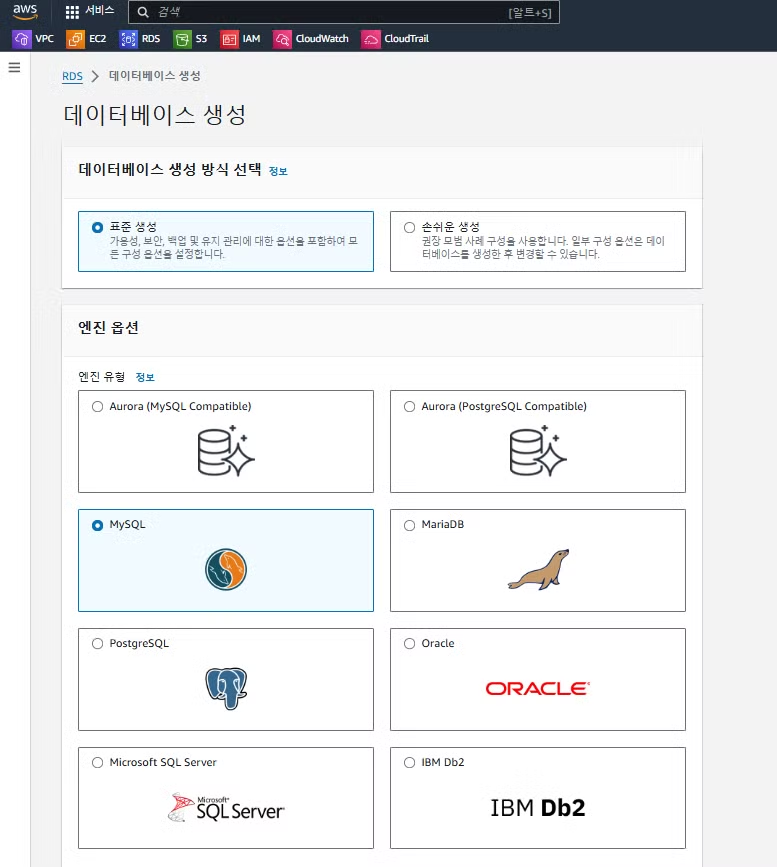 aws
서비스
검색
[알트+S]
VPC
EC2
RDS
S3
IAM
CloudWatch
CloudTrail
RDS
데이터베이스 생성
데이터베이스 생성
데이터베이스 생성 방식 선택 정보
표준 생성
가용성, 보안, 백업 및 유지 관리에 대한 옵션을 포함하여 모
든 구성 옵션을 설정합니다.
손쉬운 생성
권장 모범 사례 구성을 사용합니다. 일부 구성 옵션은 데이
터베이스를 생성한 후 변경할 수 있습니다.
엔진 옵션
엔진 유형 정보
Aurora (MySQL Compatible)
Aurora (PostgreSQL Compatible)
MySQL
MariaDB
PostgreSQL
Oracle
ORACLE
Microsoft SQL Server
Microsoft
SQL Server
IBM Db2
IBM Db2